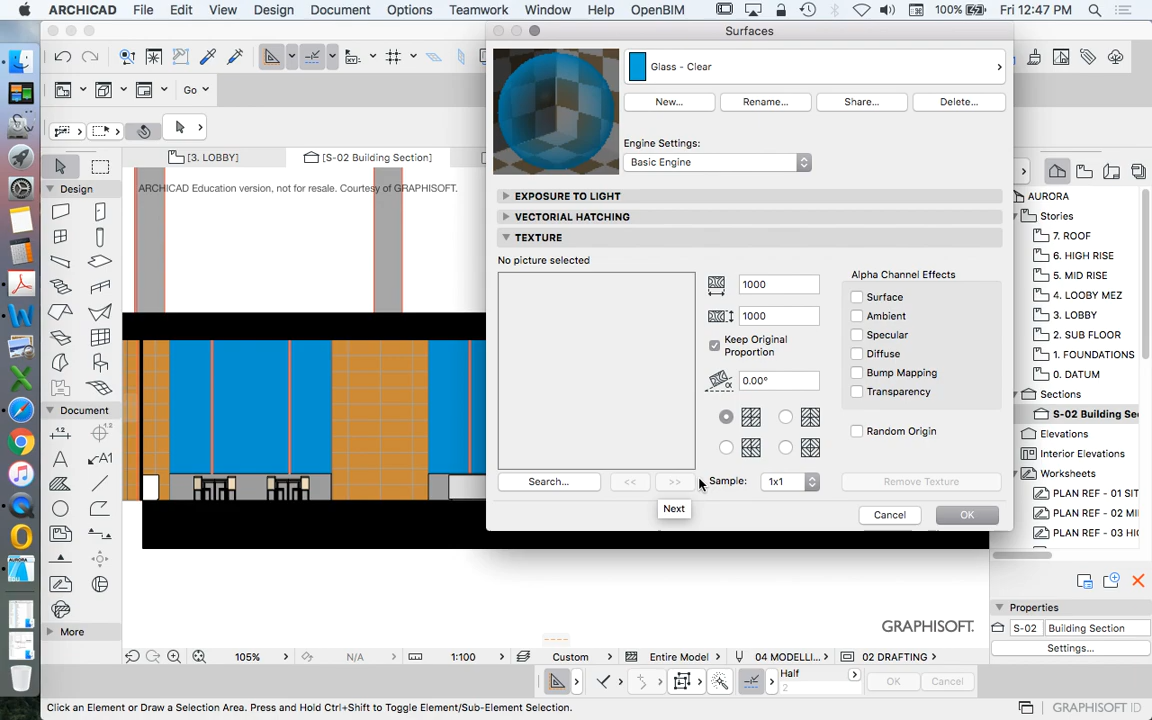 ARCHICAD File Edit View Design Document Options Teamwork Window Help OpenBIM 100% Fri 12:47 PM
Surfaces
Glass - Clear
New... Rename... Share... Delete...
Go
Engine Settings:
Basic Engine
[3. LOBBY] [S-02 Building Section]
ARCHICAD Education version, not for resale. Courtesy of GRAPHISOFT.
Design
EXPOSURE TO LIGHT
VECTORIAL HATCHING
TEXTURE
No picture selected
1000
1000
Keep Original
Proportion
0.00°
Alpha Channel Effects
Surface
Ambient
Specular
Diffuse
Bump Mapping
Transparency
Random Origin
Search... << >> Sample: 1x1 Remove Texture
Next
Cancel OK
AURORA
Stories
7. ROOF
6. HIGH RISE
5. MID RISE
4. LOOBY MEZ
3. LOBBY
2. SUB FLOOR
1. FOUNDATIONS
0. DATUM
Sections
S-02 Building Se
Elevations
Interior Elevations
Worksheets
PLAN REF - 01 SIT
PLAN REF - 02 MI
PLAN REF - 03 HI
Document
A1
More
GRAPHISOFT.
Properties
S-02 Building Section
Settings...
105% N/A 1:100 Custom Entire Model 04 MODELLI... 02 DRAFTING
Half
2
OK Cancel
Click an Element or Draw a Selection Area. Press and Hold Ctrl+Shift to Toggle Element/Sub-Element Selection.
GRAPHISOFT ID